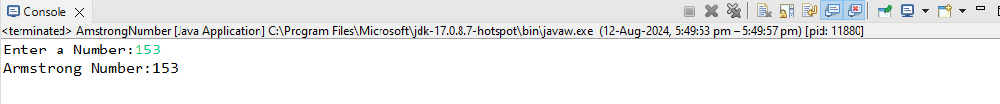 Console
<terminated> AmstrongNumber [Java Application] C:\Program Files\Microsoft\jdk-17.0.8.7-hotspot\bin\javaw.exe (12-Aug-2024, 5:49:53 pm – 5:49:57 pm) [pid: 11880]
Enter a Number:153
Armstrong Number:153